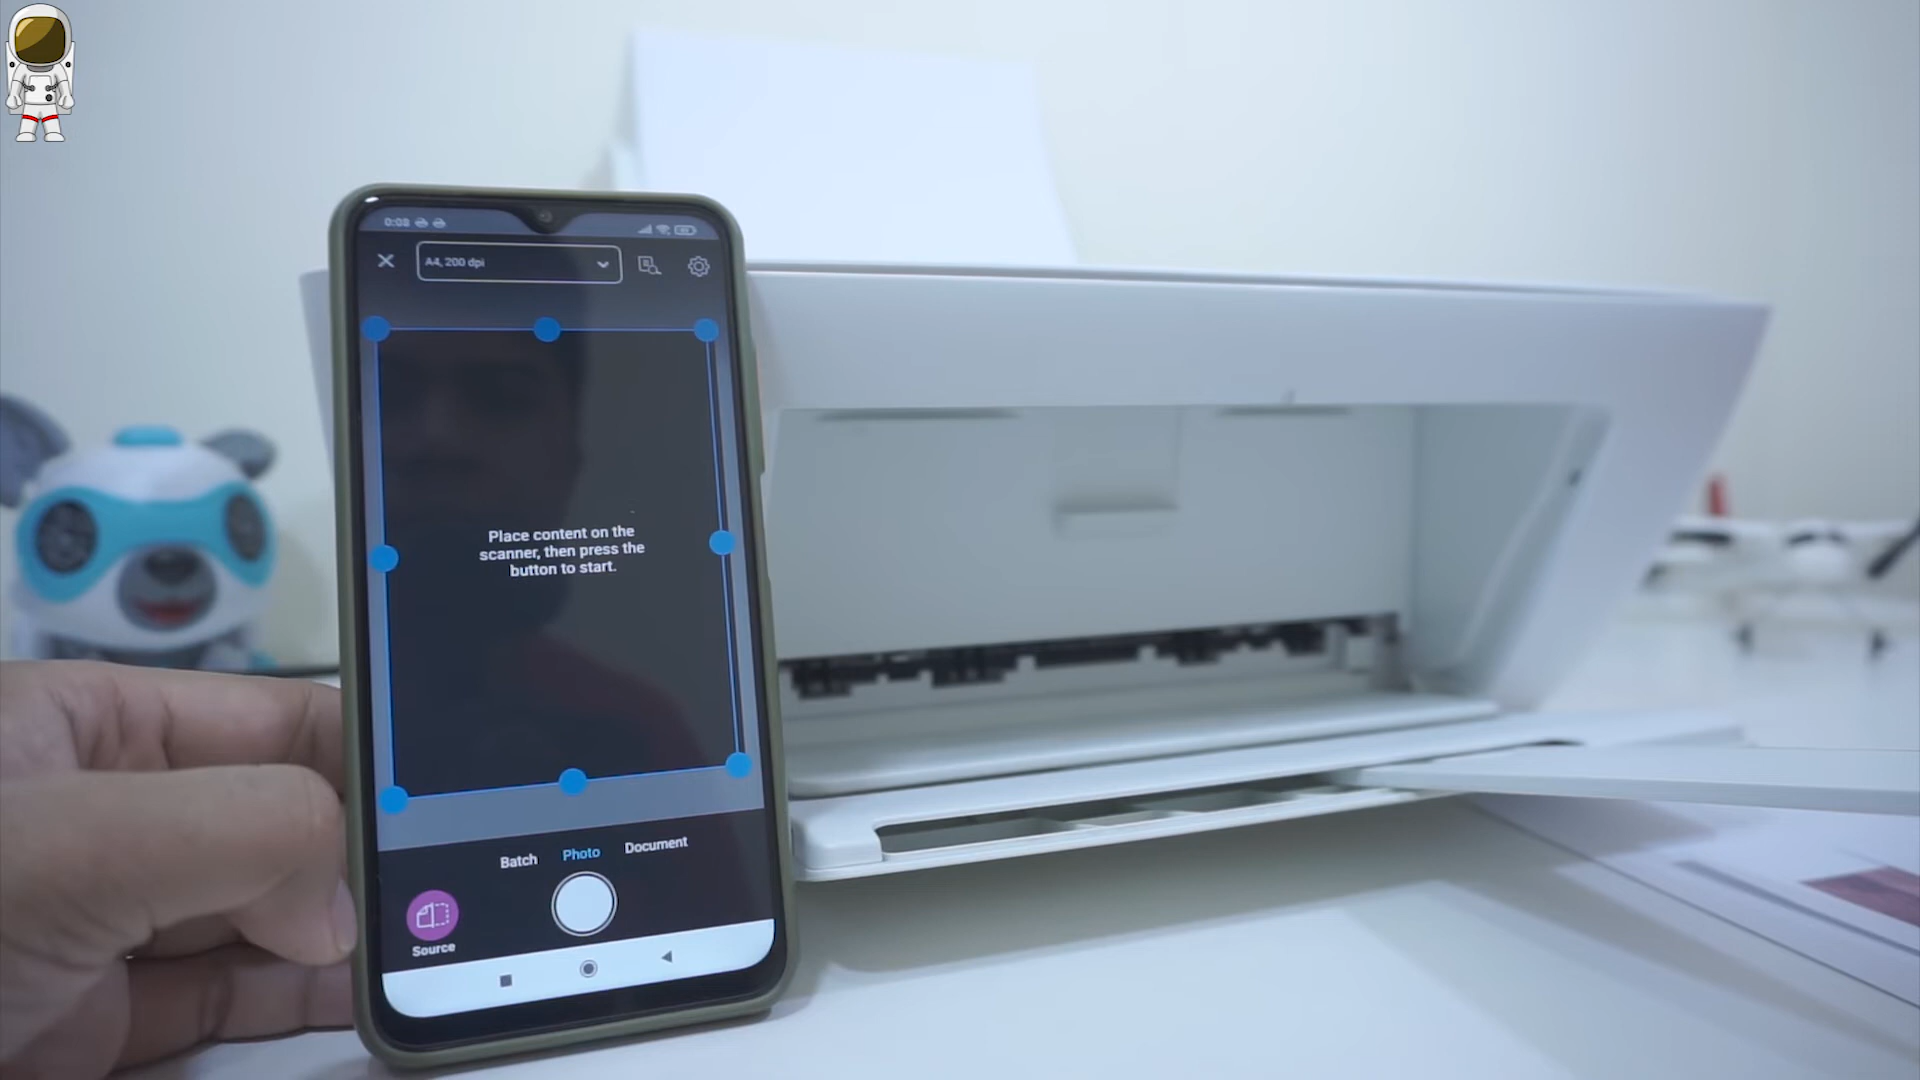 0:08
A4, 200 dpi
Place content on the
scanner, then press the
button to start.
Batch Photo Document
Source